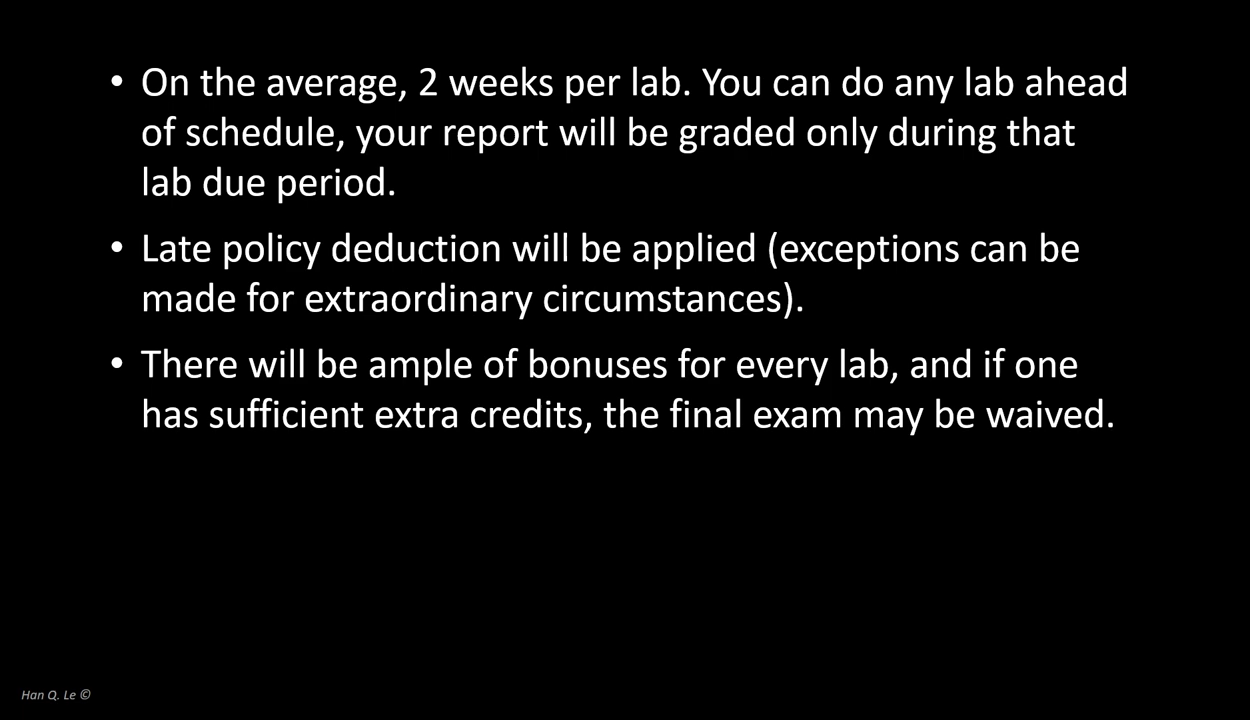 • On the average, 2 weeks per lab. You can do any lab ahead
of schedule, your report will be graded only during that
lab due period.
• Late policy deduction will be applied (exceptions can be
made for extraordinary circumstances).
• There will be ample of bonuses for every lab, and if one
has sufficient extra credits, the final exam may be waived.
Han Q. Le ©